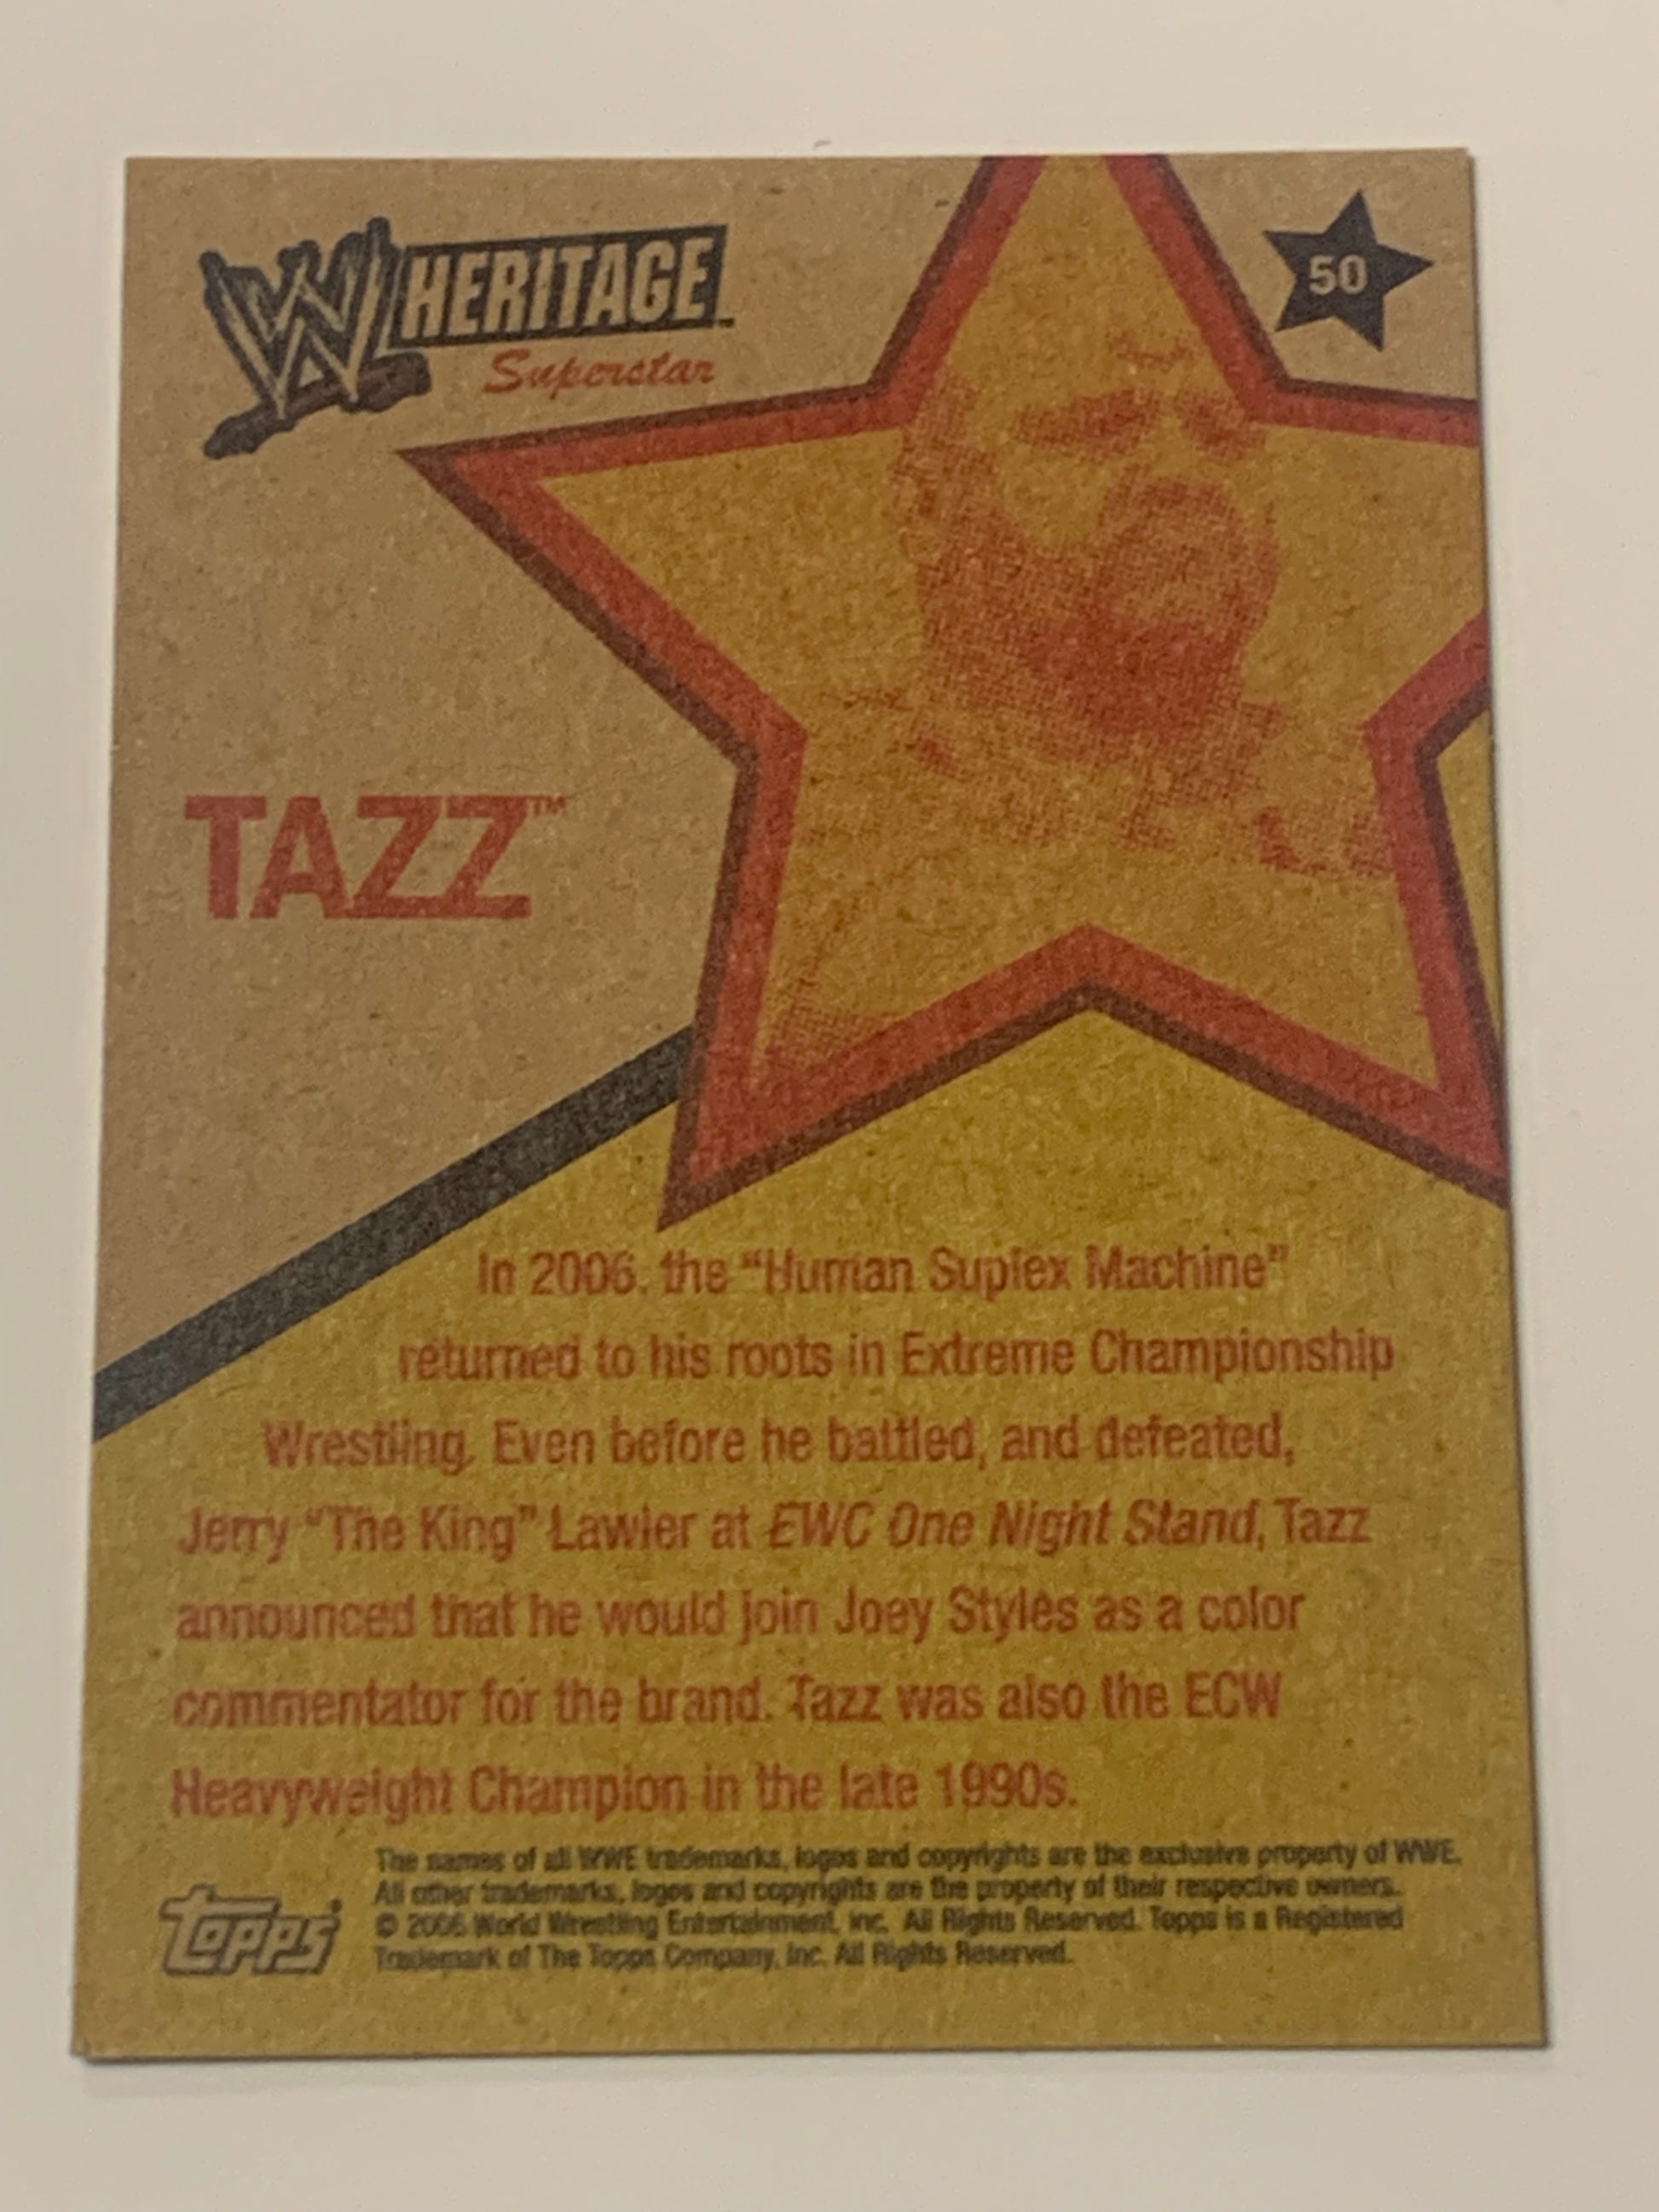 W HERITAGE™
Superstar
50
TAZZ™
In 2006, the “Human Suplex Machine”
returned to his roots in Extreme Championship
Wrestling. Even before he battled, and defeated,
Jerry “The King” Lawler at EWC One Night Stand, Tazz
announced that he would join Joey Styles as a color
commentator for the brand. Tazz was also the ECW
Heavyweight Champion in the late 1990s.
The names of all WWE trademarks, logos and copyrights are the exclusive property of WWE.
All other trademarks, logos and copyrights are the property of their respective owners.
© 2006 World Wrestling Entertainment, Inc. All Rights Reserved. Topps is a Registered
Trademark of The Topps Company, Inc. All Rights Reserved.
topps®